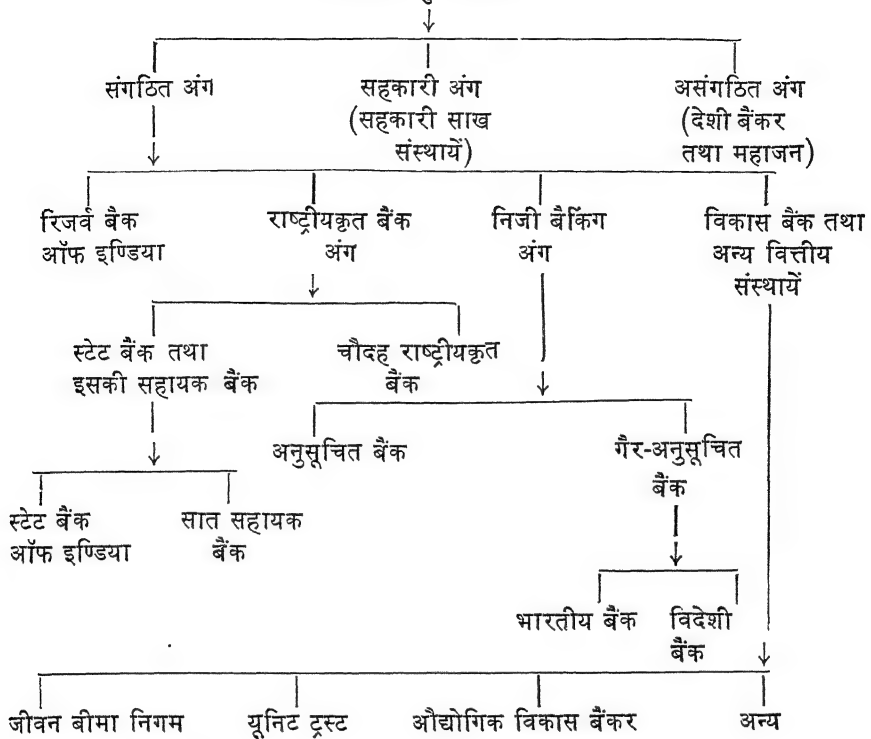 संगठित अंग
सहकारी अंग
(सहकारी साख
संस्थायें)
असंगठित अंग
(देशी बैंकर
तथा महाजन)
रिजर्व बैक
ऑफ इण्डिया
राष्ट्रीयकृत बैंक
अंग
निजी बैकिंग
अंग
विकास बैंक तथा
अन्य वित्तीय
संस्थायें
स्टेट बैंक तथा
इसकी सहायक बैंक
चौदह राष्ट्रीयकृत
बैंक
अनुसूचित बैंक
गैर-अनुसूचित
बैंक
स्टेट बैंक
ऑफ इण्डिया
सात सहायक
बैंक
भारतीय बैंक
विदेशी
बैंक
जीवन बीमा निगम
यूनिट ट्रस्ट
औद्योगिक विकास बैंकर
अन्य